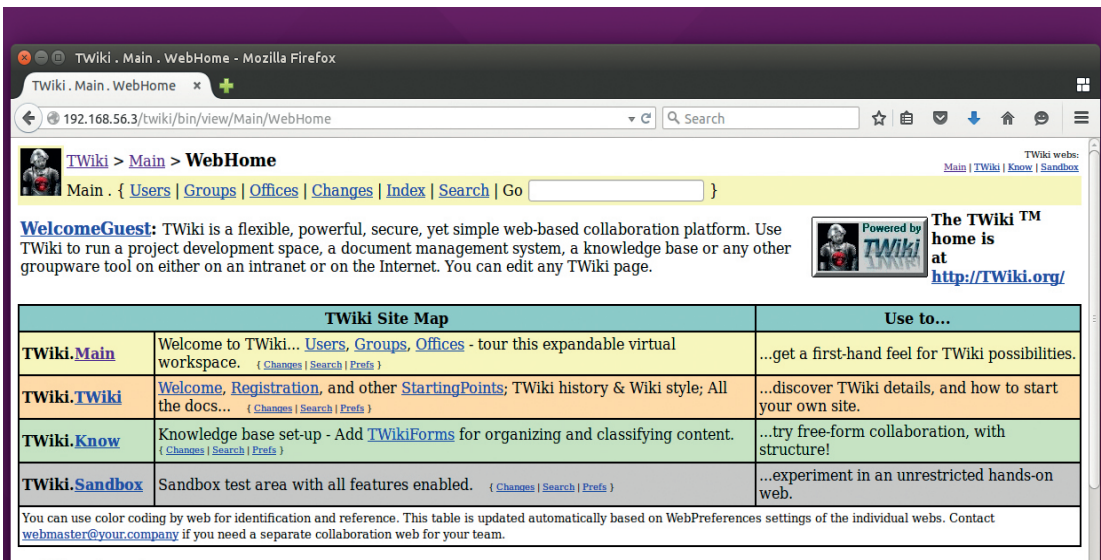 TWiki . Main . WebHome - Mozilla Firefox
TWiki . Main . WebHome ×
192.168.56.3/twiki/bin/view/Main/WebHome
Search
TWiki > Main > WebHome
TWiki webs:
Main | TWiki | Know | Sandbox
Main . { Users | Groups | Offices | Changes | Index | Search | Go }
WelcomeGuest: TWiki is a flexible, powerful, secure, yet simple web-based collaboration platform. Use
TWiki to run a project development space, a document management system, a knowledge base or any other
groupware tool on either on an intranet or on the Internet. You can edit any TWiki page.
Powered by
TWiki
The TWiki TM
home is
at
http://TWiki.org/
TWiki Site Map
Use to...
TWiki.Main
Welcome to TWiki... Users, Groups, Offices - tour this expandable virtual
workspace. { Changes | Search | Prefs }
...get a first-hand feel for TWiki possibilities.
TWiki.TWiki
Welcome, Registration, and other StartingPoints; TWiki history & Wiki style; All
the docs... { Changes | Search | Prefs }
...discover TWiki details, and how to start
your own site.
TWiki.Know
Knowledge base set-up - Add TWikiForms for organizing and classifying content.
{ Changes | Search | Prefs }
...try free-form collaboration, with
structure!
TWiki.Sandbox
Sandbox test area with all features enabled. { Changes | Search | Prefs }
...experiment in an unrestricted hands-on
web.
You can use color coding by web for identification and reference. This table is updated automatically based on WebPreferences settings of the individual webs. Contact
webmaster@your.company if you need a separate collaboration web for your team.